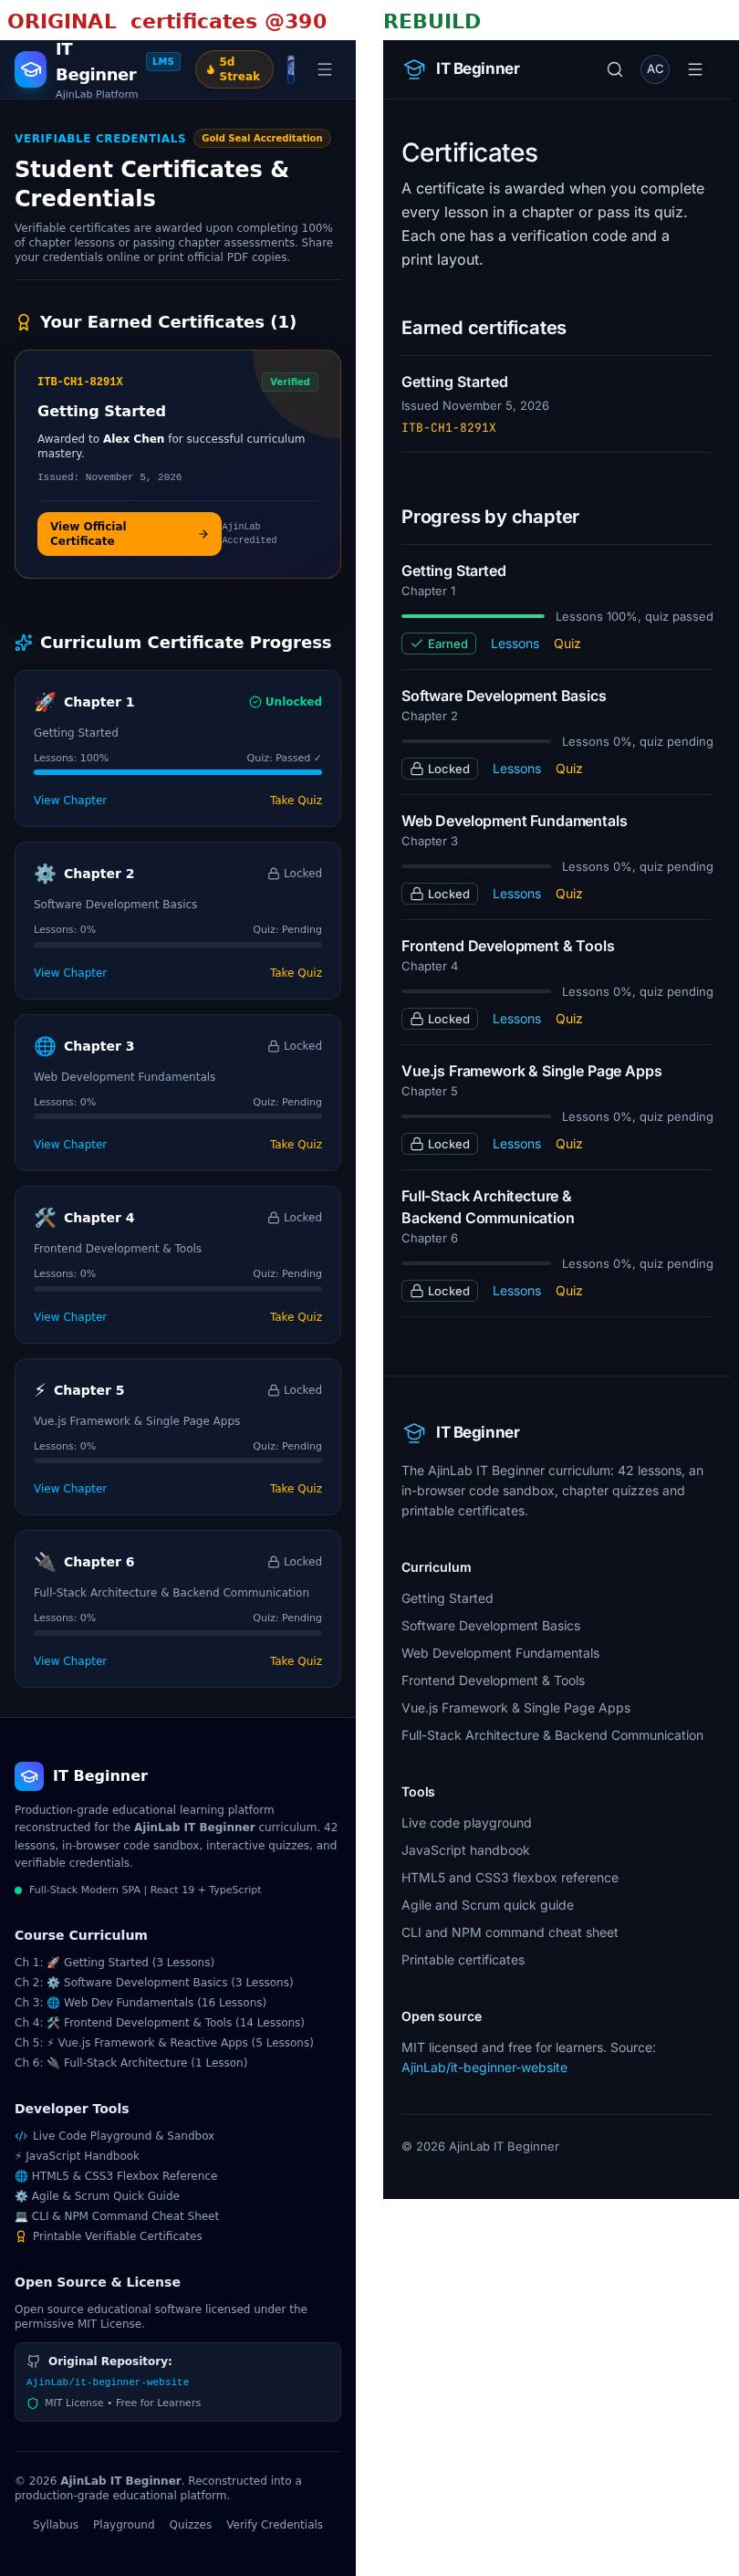 ORIGINAL certificates @390
IT
Beginner
LMS
AjinLab Platform
5d
Streak
VERIFIABLE CREDENTIALS
Gold Seal Accreditation
Student Certificates &
Credentials
Verifiable certificates are awarded upon completing 100%
of chapter lessons or passing chapter assessments. Share
your credentials online or print official PDF copies.
Your Earned Certificates (1)
ITB-CH1-8291X
Verified
Getting Started
Awarded to Alex Chen for successful curriculum
mastery.
Issued: November 5, 2026
View Official
Certificate
AjinLab
Accredited
Curriculum Certificate Progress
🚀 Chapter 1
Unlocked
Getting Started
Lessons: 100%
Quiz: Passed ✓
View Chapter
Take Quiz
⚙️ Chapter 2
Locked
Software Development Basics
Lessons: 0%
Quiz: Pending
View Chapter
Take Quiz
🌐 Chapter 3
Locked
Web Development Fundamentals
Lessons: 0%
Quiz: Pending
View Chapter
Take Quiz
🛠️ Chapter 4
Locked
Frontend Development & Tools
Lessons: 0%
Quiz: Pending
View Chapter
Take Quiz
⚡ Chapter 5
Locked
Vue.js Framework & Single Page Apps
Lessons: 0%
Quiz: Pending
View Chapter
Take Quiz
🔌 Chapter 6
Locked
Full-Stack Architecture & Backend Communication
Lessons: 0%
Quiz: Pending
View Chapter
Take Quiz
IT Beginner
Production-grade educational learning platform
reconstructed for the AjinLab IT Beginner curriculum. 42
lessons, in-browser code sandbox, interactive quizzes, and
verifiable credentials.
Full-Stack Modern SPA | React 19 + TypeScript
Course Curriculum
Ch 1: 🚀 Getting Started (3 Lessons)
Ch 2: ⚙️ Software Development Basics (3 Lessons)
Ch 3: 🌐 Web Dev Fundamentals (16 Lessons)
Ch 4: 🛠️ Frontend Development & Tools (14 Lessons)
Ch 5: ⚡ Vue.js Framework & Reactive Apps (5 Lessons)
Ch 6: 🔌 Full-Stack Architecture (1 Lesson)
Developer Tools
Live Code Playground & Sandbox
⚡ JavaScript Handbook
🌐 HTML5 & CSS3 Flexbox Reference
⚙️ Agile & Scrum Quick Guide
💻 CLI & NPM Command Cheat Sheet
Printable Verifiable Certificates
Open Source & License
Open source educational software licensed under the
permissive MIT License.
Original Repository:
AjinLab/it-beginner-website
MIT License • Free for Learners
© 2026 AjinLab IT Beginner. Reconstructed into a
production-grade educational platform.
Syllabus
Playground
Quizzes
Verify Credentials
REBUILD
IT Beginner
AC
Certificates
A certificate is awarded when you complete
every lesson in a chapter or pass its quiz.
Each one has a verification code and a
print layout.
Earned certificates
Getting Started
Issued November 5, 2026
ITB-CH1-8291X
Progress by chapter
Getting Started
Chapter 1
Lessons 100%, quiz passed
Earned
Lessons
Quiz
Software Development Basics
Chapter 2
Lessons 0%, quiz pending
Locked
Lessons
Quiz
Web Development Fundamentals
Chapter 3
Lessons 0%, quiz pending
Locked
Lessons
Quiz
Frontend Development & Tools
Chapter 4
Lessons 0%, quiz pending
Locked
Lessons
Quiz
Vue.js Framework & Single Page Apps
Chapter 5
Lessons 0%, quiz pending
Locked
Lessons
Quiz
Full-Stack Architecture &
Backend Communication
Chapter 6
Lessons 0%, quiz pending
Locked
Lessons
Quiz
IT Beginner
The AjinLab IT Beginner curriculum: 42 lessons, an
in-browser code sandbox, chapter quizzes and
printable certificates.
Curriculum
Getting Started
Software Development Basics
Web Development Fundamentals
Frontend Development & Tools
Vue.js Framework & Single Page Apps
Full-Stack Architecture & Backend Communication
Tools
Live code playground
JavaScript handbook
HTML5 and CSS3 flexbox reference
Agile and Scrum quick guide
CLI and NPM command cheat sheet
Printable certificates
Open source
MIT licensed and free for learners. Source:
AjinLab/it-beginner-website
© 2026 AjinLab IT Beginner